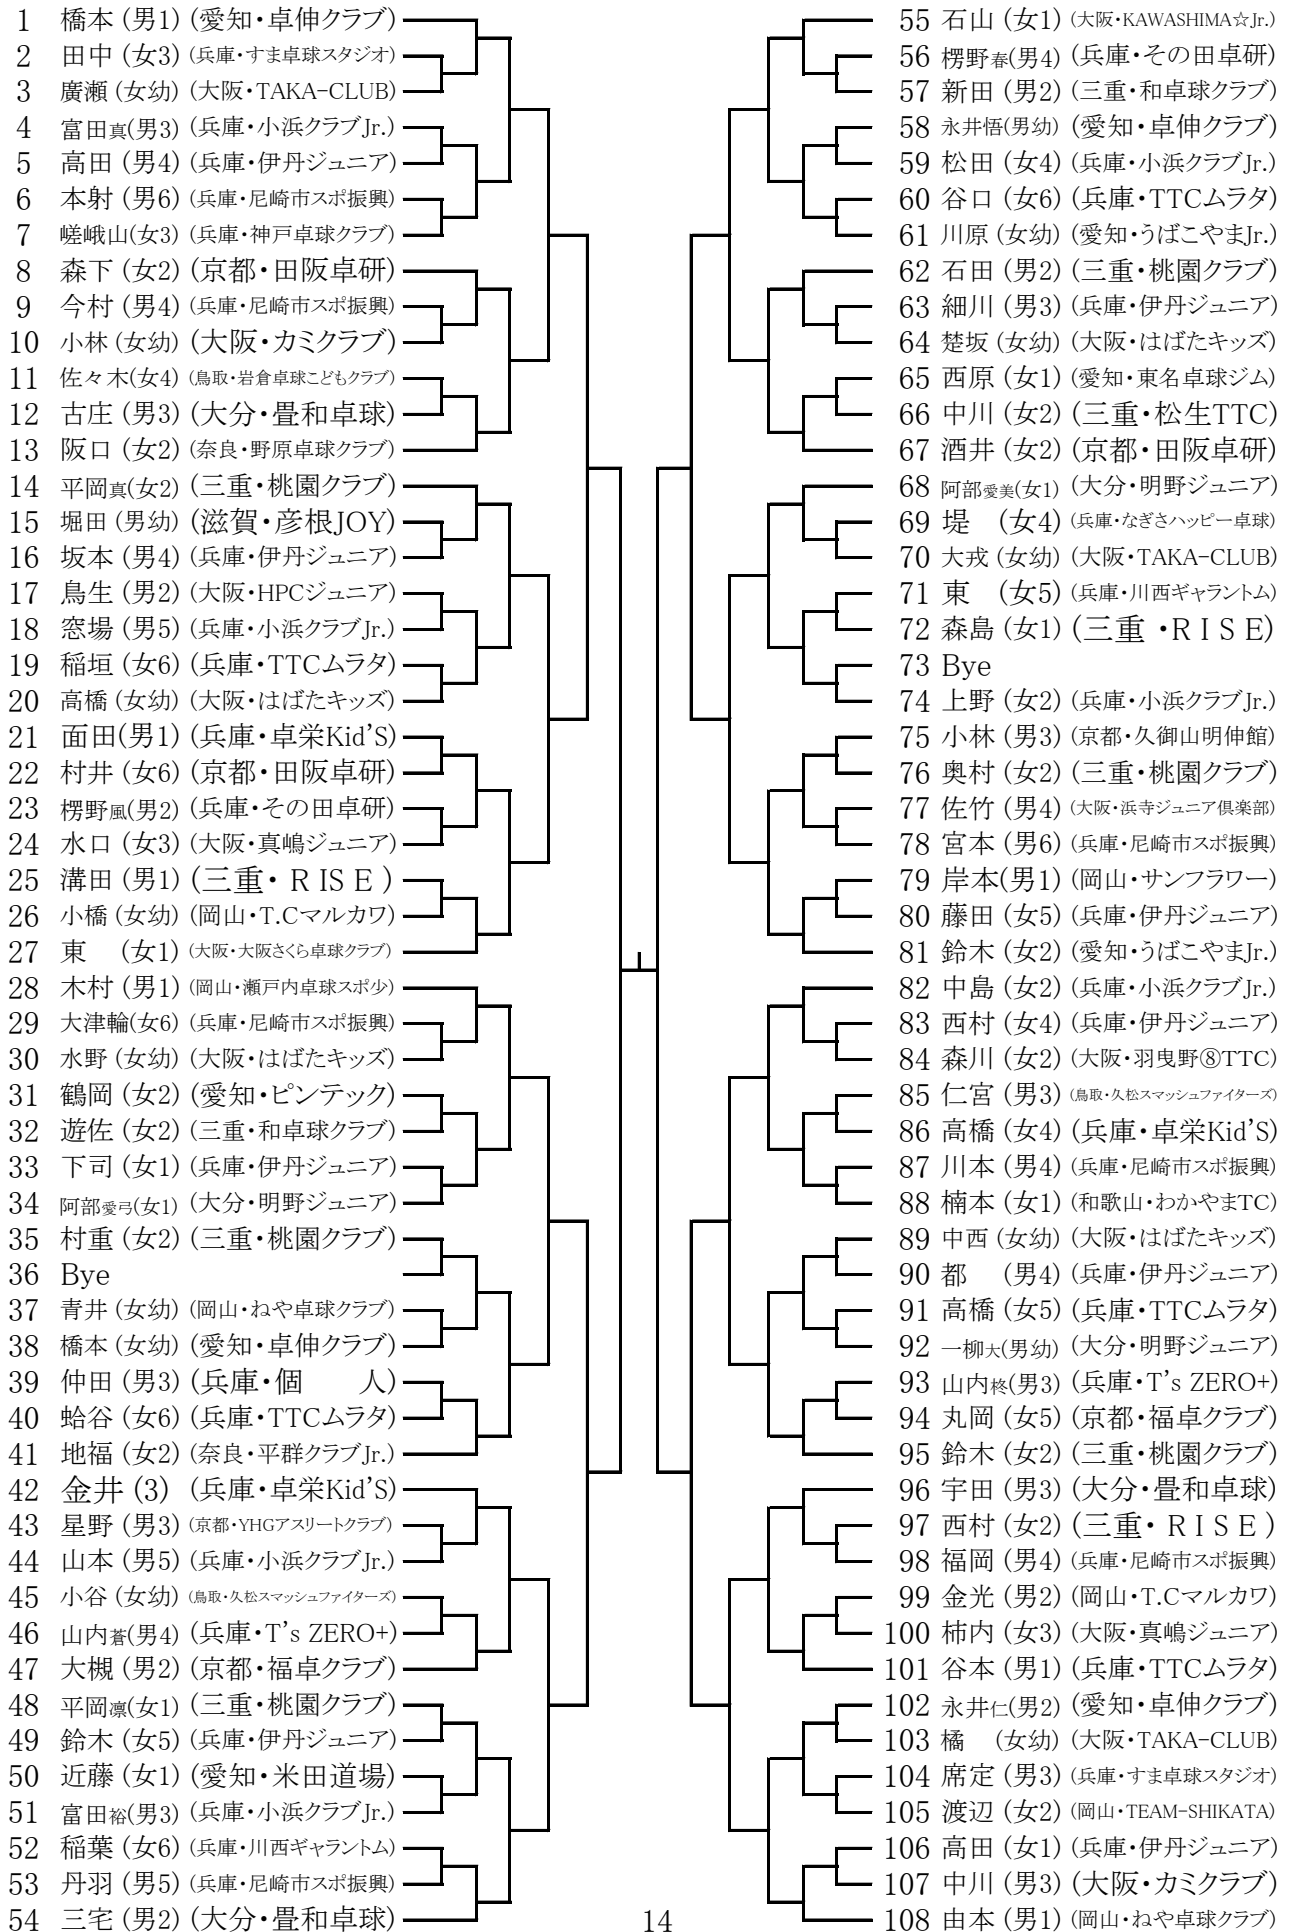 1 橋本 (男1) (愛知・卓伸クラブ)
2 田中 (女3) (兵庫・すま卓球スタジオ)
3 廣瀬 (女幼) (大阪・TAKA-CLUB)
4 富田真(男3) (兵庫・小浜クラブJr.)
5 高田 (男4) (兵庫・伊丹ジュニア)
6 本射 (男6) (兵庫・尼崎市スポ振興)
7 嵯峨山(女3) (兵庫・神戸卓球クラブ)
8 森下 (女2) (京都・田阪卓研)
9 今村 (男4) (兵庫・尼崎市スポ振興)
10 小林 (女幼) (大阪・カミクラブ)
11 佐々木(女4) (鳥取・岩倉卓球こどもクラブ)
12 古庄 (男3) (大分・畳和卓球)
13 阪口 (女2) (奈良・野原卓球クラブ)
14 平岡真(女2) (三重・桃園クラブ)
15 堀田 (男幼) (滋賀・彦根JOY)
16 坂本 (男4) (兵庫・伊丹ジュニア)
17 鳥生 (男2) (大阪・HPCジュニア)
18 窓場 (男5) (兵庫・小浜クラブJr.)
19 稲垣 (女6) (兵庫・TTCムラタ)
20 高橋 (女幼) (大阪・はばたキッズ)
21 面田(男1) (兵庫・卓栄Kid'S)
22 村井 (女6) (京都・田阪卓研)
23 楞野風(男2) (兵庫・その田卓研)
24 水口 (女3) (大阪・真嶋ジュニア)
25 溝田 (男1) (三重・ R IS E )
26 小橋 (女幼) (岡山・T.Cマルカワ)
27 東 (女1) (大阪・大阪さくら卓球クラブ)
28 木村 (男1) (岡山・瀬戸内卓球スポ少)
29 大津輪(女6) (兵庫・尼崎市スポ振興)
30 水野 (女幼) (大阪・はばたキッズ)
31 鶴岡 (女2) (愛知・ピンテック)
32 遊佐 (女2) (三重・和卓球クラブ)
33 下司 (女1) (兵庫・伊丹ジュニア)
34 阿部愛弓(女1) (大分・明野ジュニア)
35 村重 (女2) (三重・桃園クラブ)
36 Bye
37 青井 (女幼) (岡山・ねや卓球クラブ)
38 橋本 (女幼) (愛知・卓伸クラブ)
39 仲田 (男3) (兵庫・個 人)
40 蛤谷 (女6) (兵庫・TTCムラタ)
41 地福 (女2) (奈良・平群クラブJr.)
42 金井 (3) (兵庫・卓栄Kid'S)
43 星野 (男3) (京都・YHGアスリートクラブ)
44 山本 (男5) (兵庫・小浜クラブJr.)
45 小谷 (女幼) (鳥取・久松スマッシュファイターズ)
46 山内蒼(男4) (兵庫・T's ZERO+)
47 大槻 (男2) (京都・福卓クラブ)
48 平岡凛(女1) (三重・桃園クラブ)
49 鈴木 (女5) (兵庫・伊丹ジュニア)
50 近藤 (女1) (愛知・米田道場)
51 富田裕(男3) (兵庫・小浜クラブJr.)
52 稲葉 (女6) (兵庫・川西ギャラントム)
53 丹羽 (男5) (兵庫・尼崎市スポ振興)
54 三宅 (男2) (大分・畳和卓球)
55 石山 (女1) (大阪・KAWASHIMA☆Jr.)
56 楞野春(男4) (兵庫・その田卓研)
57 新田 (男2) (三重・和卓球クラブ)
58 永井悟(男幼) (愛知・卓伸クラブ)
59 松田 (女4) (兵庫・小浜クラブJr.)
60 谷口 (女6) (兵庫・TTCムラタ)
61 川原 (女幼) (愛知・うばこやまJr.)
62 石田 (男2) (三重・桃園クラブ)
63 細川 (男3) (兵庫・伊丹ジュニア)
64 楚坂 (女幼) (大阪・はばたキッズ)
65 西原 (女1) (愛知・東名卓球ジム)
66 中川 (女2) (三重・松生TTC)
67 酒井 (女2) (京都・田阪卓研)
68 阿部愛美(女1) (大分・明野ジュニア)
69 堤 (女4) (兵庫・なぎさハッピー卓球)
70 大戎 (女幼) (大阪・TAKA-CLUB)
71 東 (女5) (兵庫・川西ギャラントム)
72 森島 (女1) (三重 ・R I S E)
73 Bye
74 上野 (女2) (兵庫・小浜クラブJr.)
75 小林 (男3) (京都・久御山明伸館)
76 奥村 (女2) (三重・桃園クラブ)
77 佐竹 (男4) (大阪・浜寺ジュニア倶楽部)
78 宮本 (男6) (兵庫・尼崎市スポ振興)
79 岸本(男1) (岡山・サンフラワー)
80 藤田 (女5) (兵庫・伊丹ジュニア)
81 鈴木 (女2) (愛知・うばこやまJr.)
82 中島 (女2) (兵庫・小浜クラブJr.)
83 西村 (女4) (兵庫・伊丹ジュニア)
84 森川 (女2) (大阪・羽曳野⑧TTC)
85 仁宮 (男3) (鳥取・久松スマッシュファイターズ)
86 高橋 (女4) (兵庫・卓栄Kid'S)
87 川本 (男4) (兵庫・尼崎市スポ振興)
88 楠本 (女1) (和歌山・わかやまTC)
89 中西 (女幼) (大阪・はばたキッズ)
90 都 (男4) (兵庫・伊丹ジュニア)
91 高橋 (女5) (兵庫・TTCムラタ)
92 一柳大(男幼) (大分・明野ジュニア)
93 山内柊(男3) (兵庫・T's ZERO+)
94 丸岡 (女5) (京都・福卓クラブ)
95 鈴木 (女2) (三重・桃園クラブ)
96 宇田 (男3) (大分・畳和卓球)
97 西村 (女2) (三重・ R I S E )
98 福岡 (男4) (兵庫・尼崎市スポ振興)
99 金光 (男2) (岡山・T.Cマルカワ)
100 柿内 (女3) (大阪・真嶋ジュニア)
101 谷本 (男1) (兵庫・TTCムラタ)
102 永井仁(男2) (愛知・卓伸クラブ)
103 橘 (女幼) (大阪・TAKA-CLUB)
104 席定 (男3) (兵庫・すま卓球スタジオ)
105 渡辺 (女2) (岡山・TEAM-SHIKATA)
106 高田 (女1) (兵庫・伊丹ジュニア)
107 中川 (男3) (大阪・カミクラブ)
108 由本 (男1) (岡山・ねや卓球クラブ)
14